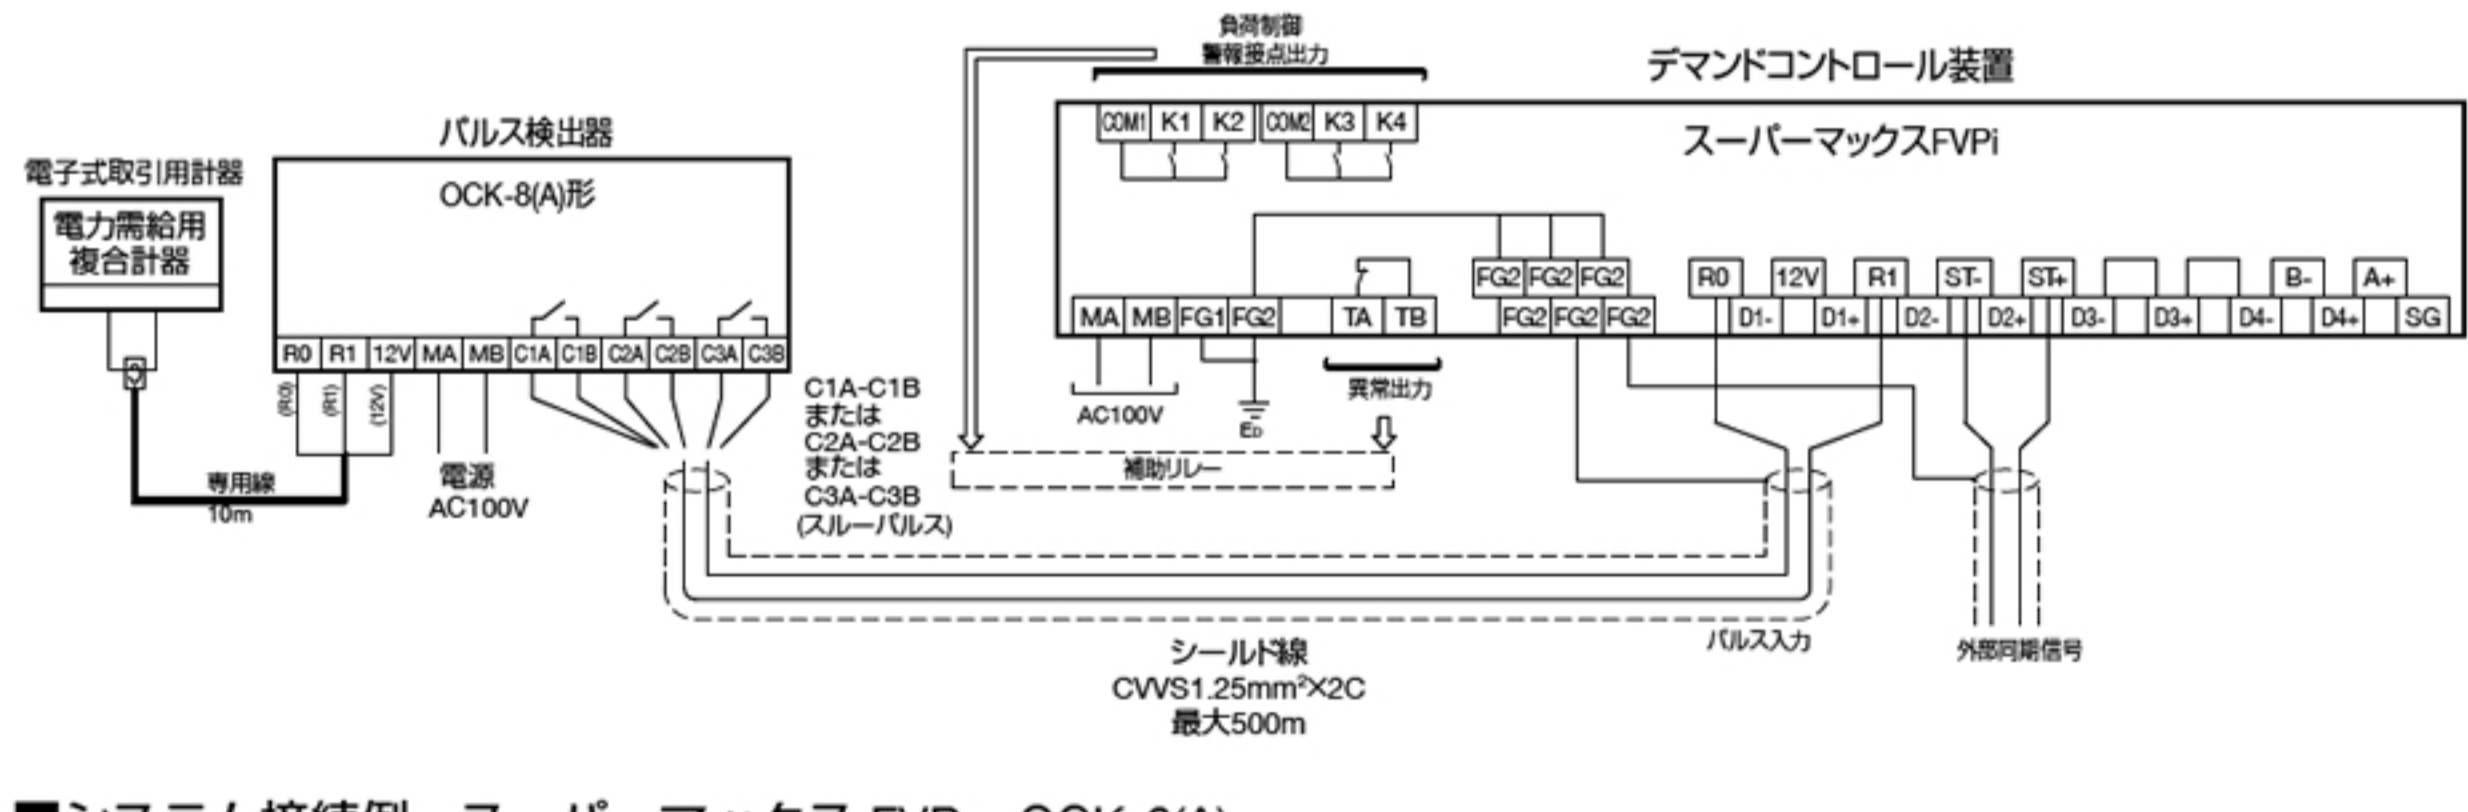 負荷制御
警報接点出力
デマンドコントロール装置
スーパーマックスFVPi
COM1 K1 K2 COM2 K3 K4
パルス検出器
OCK-8(A)形
電子式取引用計器
電力需給用
複合計器
FG2 FG2 FG2 R0 12V R1 ST- ST+ B- A+
MA MB FG1 FG2 TA TB FG2 FG2 FG2 D1- D1+ D2- D2+ D3- D3+ D4- D4+ SG
R0 R1 12V MA MB C1A C1B C2A C2B C3A C3B
(R0) (R1) (12V)
専用線
10m
電源
AC100V
C1A-C1B
または
C2A-C2B
または
C3A-C3B
(スルーパルス)
AC100V
ED
異常出力
補助リレー
パルス入力
外部同期信号
シールド線
CVVS1.25mm²×2C
最大500m